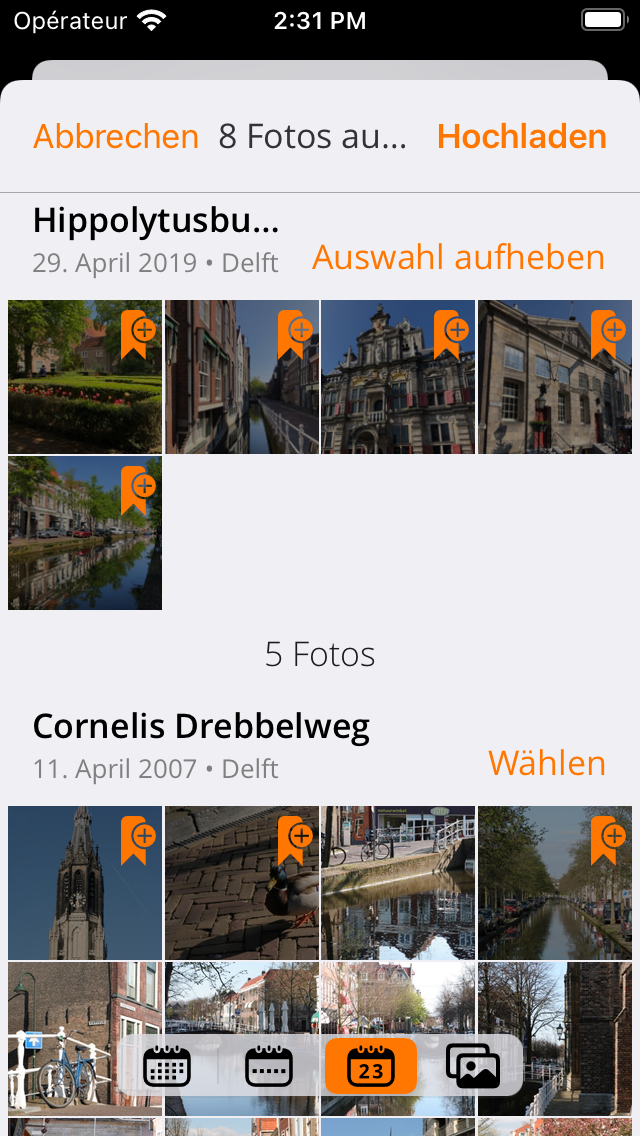 Opérateur 2:31 PM
Abbrechen 8 Fotos au... Hochladen
Hippolytusbu...
29. April 2019 • Delft Auswahl aufheben
5 Fotos
Cornelis Drebbelweg
11. April 2007 • Delft Wählen
23